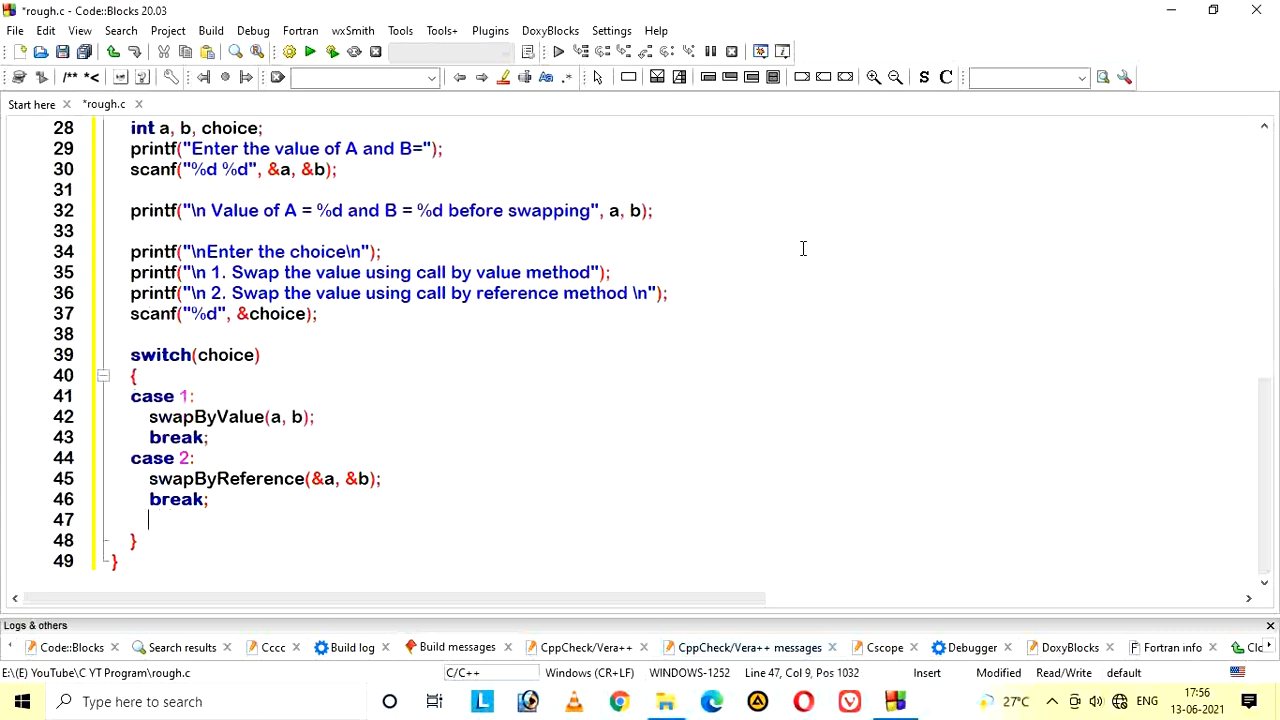 *rough.c - Code::Blocks 20.03
File Edit View Search Project Build Debug Fortran wxSmith Tools Tools+ Plugins DoxyBlocks Settings Help
/** *< S C
Start here *rough.c
28 int a, b, choice;
29 printf("Enter the value of A and B=");
30 scanf("%d %d", &a, &b);
31
32 printf("\n Value of A = %d and B = %d before swapping", a, b);
33
34 printf("\nEnter the choice\n");
35 printf("\n 1. Swap the value using call by value method");
36 printf("\n 2. Swap the value using call by reference method \n");
37 scanf("%d", &choice);
38
39 switch(choice)
40 {
41 case 1:
42 swapByValue(a, b);
43 break;
44 case 2:
45 swapByReference(&a, &b);
46 break;
47
48 }
49 }
Logs & others
Code::Blocks Search results Cccc Build log Build messages CppCheck/Vera++ CppCheck/Vera++ messages Cscope Debugger DoxyBlocks Fortran info Clo
E:\(E) YouTube\C YT Program\rough.c C/C++ Windows (CR+LF) WINDOWS-1252 Line 47, Col 9, Pos 1032 Insert Modified Read/Write default
Type here to search L 27°C ENG 17:56
13-06-2021